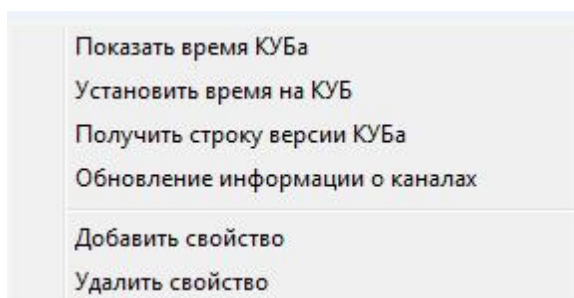 Показать время КУБа
Установить время на КУБ
Получить строку версии КУБа
Обновление информации о каналах
Добавить свойство
Удалить свойство